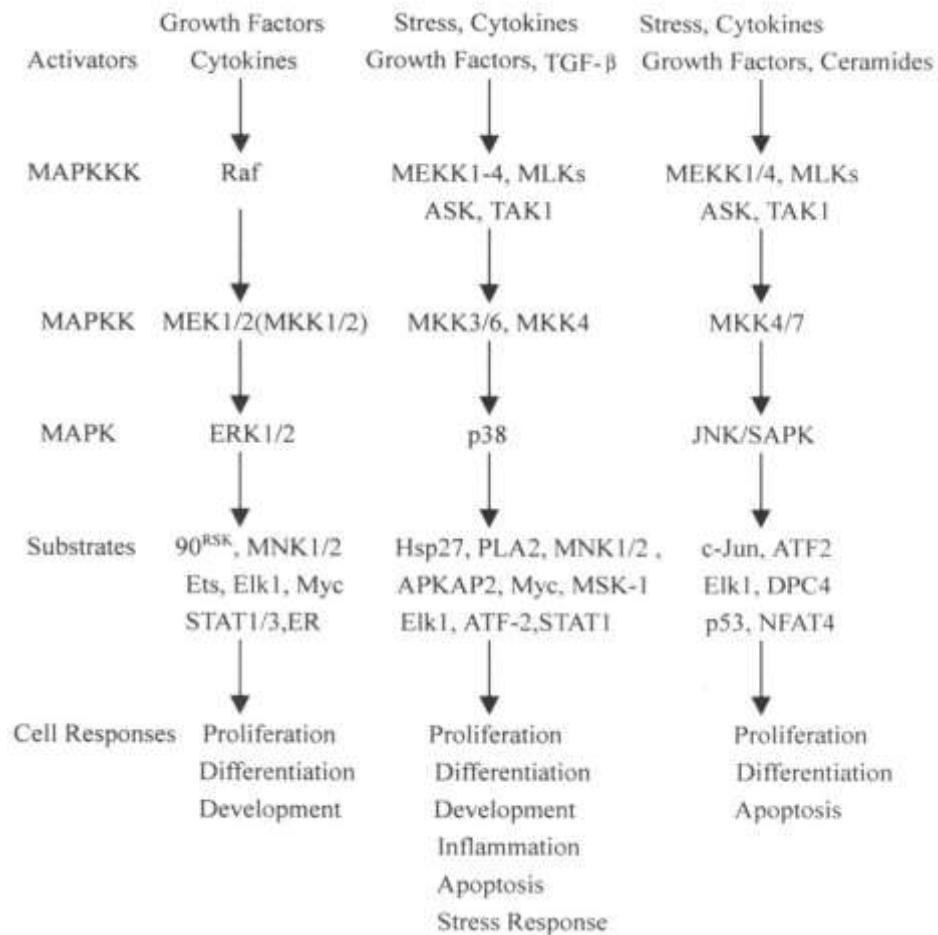 Growth Factors Stress, Cytokines Stress, Cytokines
Activators Cytokines Growth Factors, TGF-β Growth Factors, Ceramides
MAPKKK Raf MEKK1-4, MLKs MEKK1/4, MLKs
ASK, TAK1 ASK, TAK1
MAPKK MEK1/2(MKK1/2) MKK3/6, MKK4 MKK4/7
MAPK ERK1/2 p38 JNK/SAPK
Substrates 90RSK, MNK1/2 Hsp27, PLA2, MNK1/2 , c-Jun, ATF2
Ets, Elk1, Myc APKAP2, Myc, MSK-1 Elk1, DPC4
STAT1/3,ER Elk1, ATF-2,STAT1 p53, NFAT4
Cell Responses Proliferation Proliferation Proliferation
Differentiation Differentiation Differentiation
Development Development Apoptosis
Inflammation
Apoptosis
Stress Response